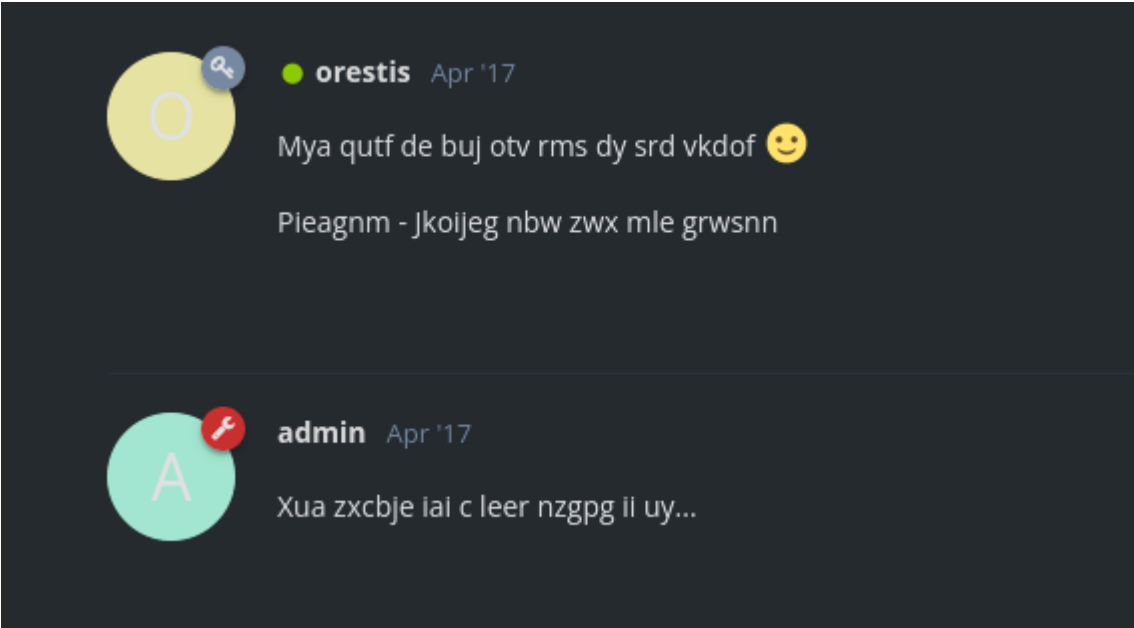 O
orestis Apr '17
Mya qutf de buj otv rms dy srd vkdof 🙂
Pieagnm - Jkoijeg nbw zwx mle grwsnn
A
admin Apr '17
Xua zxcbje iai c leer nzgpg ii uy...